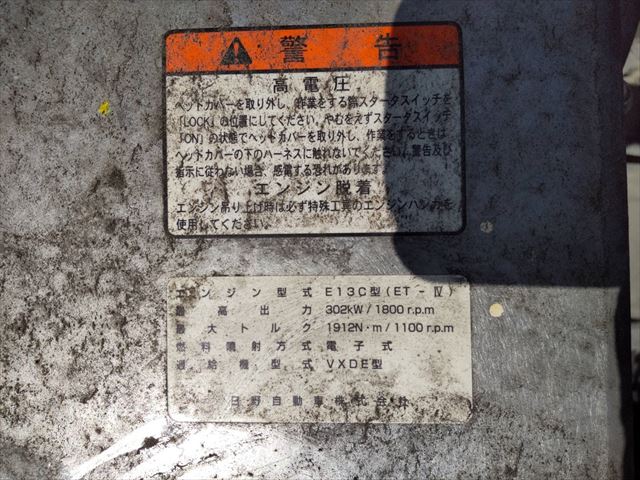 警告
高電圧
ヘッドカバーを取り外し、作業をする際スタータスイッチを
「LOCK」の位置にしてください。やむをえずスタータスイッチ
「ON」の状態でヘッドカバーを取り外し、作業をするときは
ヘッドカバーの下のハーネスに触れないでください。警告及び
指示に従わない場合、感電する恐れがあります。
エンジン脱着
エンジン吊り上げ時は必ず特殊工具のエンジンハンガを
使用してください。
エンジン型式 E13C型(ET-Ⅳ)
最高出力 302kW/1800r.p.m
最大トルク 1912N・m/1100r.p.m
燃料噴射方式 電子式
過給機型式 VXDE型
日野自動車株式会社